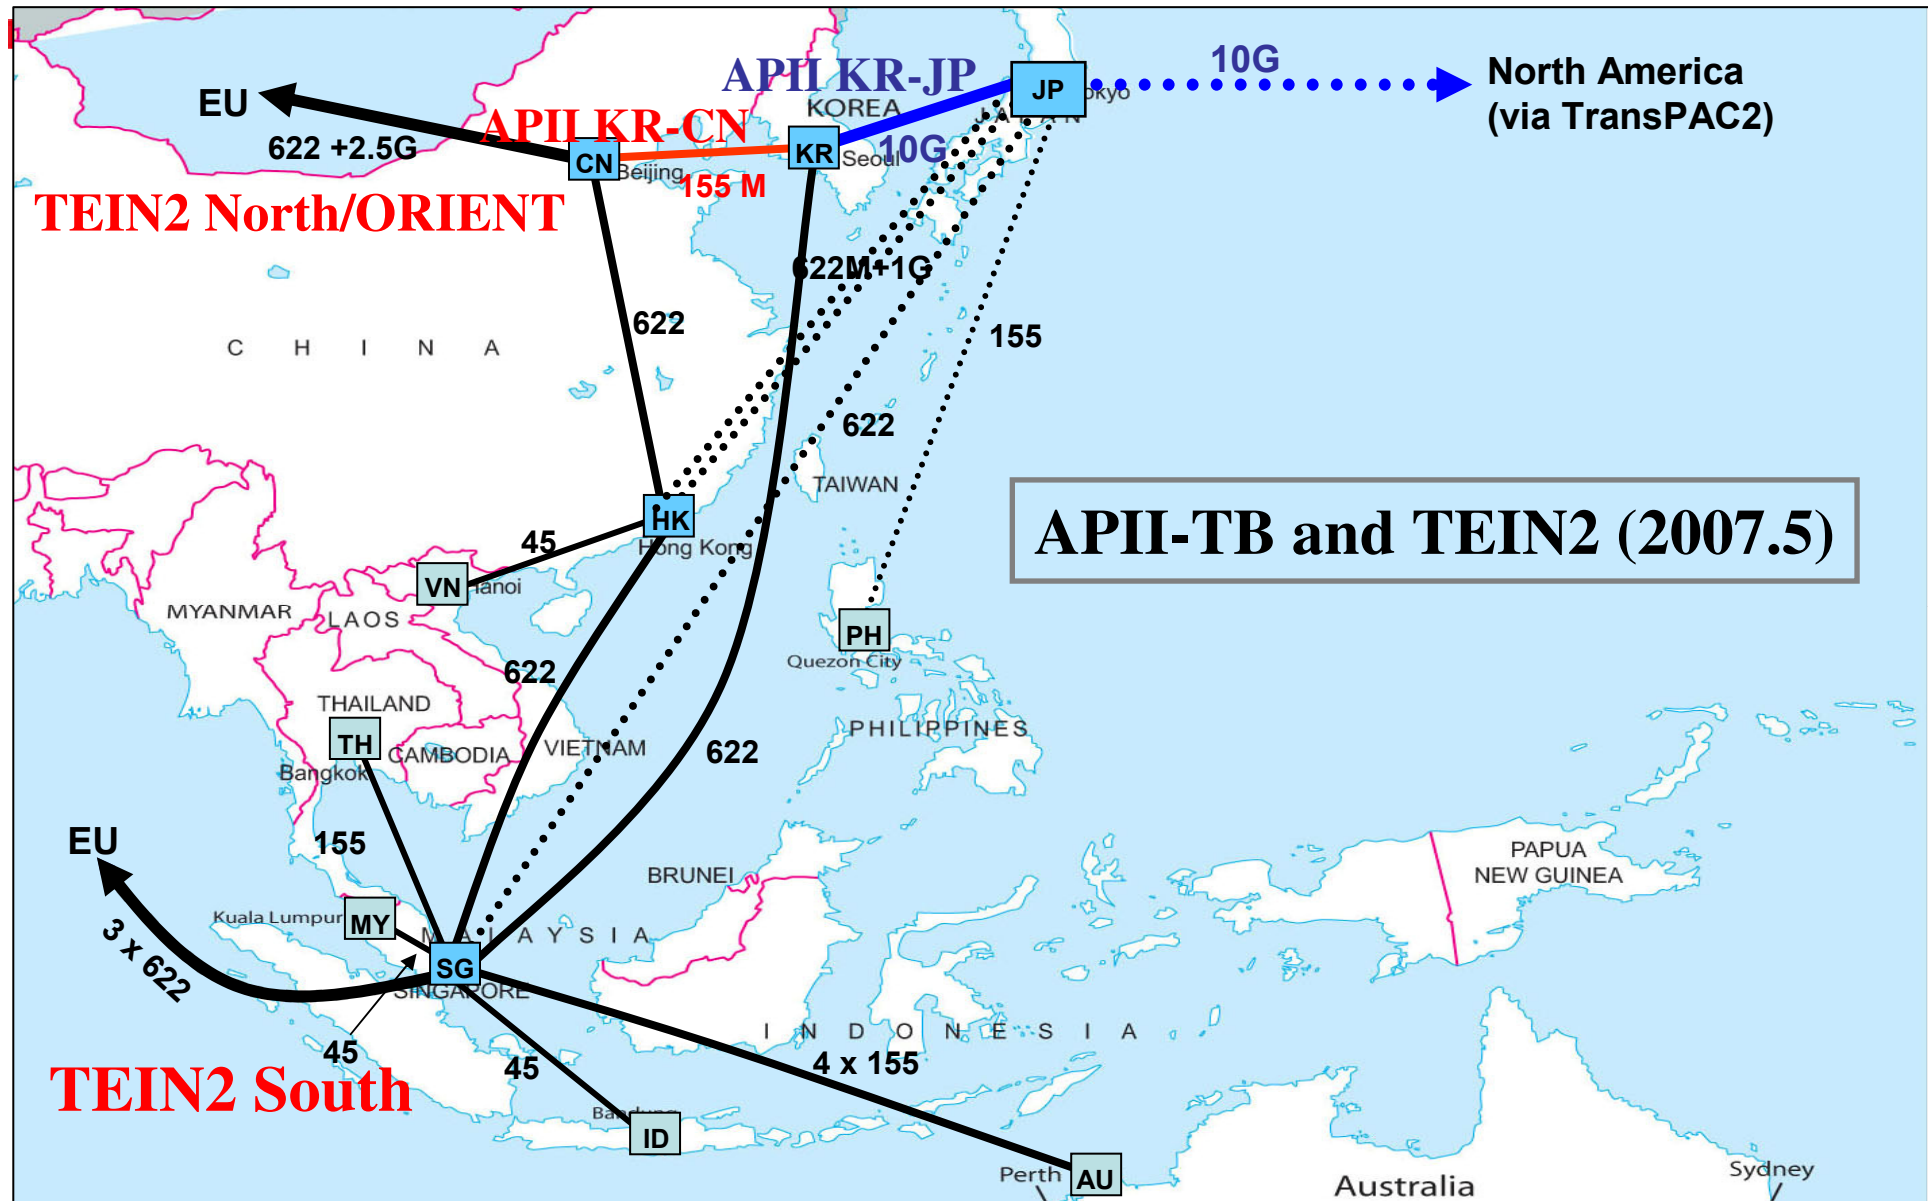 APII KR-JP
10G
North America
(via TransPAC2)
JP
KOREA
EU
APII KR-CN
622 +2.5G
CN
Beijing
KR
Seoul
10G
155 M
TEIN2 North/ORIENT
622M+1G
622
155
C H I N A
622
TAIWAN
APII-TB and TEIN2 (2007.5)
HK
Hong Kong
45
VN
MYANMAR
LAOS
PH
Quezon City
622
THAILAND
TH
CAMBODIA
VIETNAM
622
PHILIPPINES
Bangkok
EU
155
BRUNEI
PAPUA
NEW GUINEA
Kuala Lumpur
MY
M A L A Y S I A
3 x 622
SG
SINGAPORE
I N D O N E S I A
45
45
4 x 155
TEIN2 South
ID
Perth
AU
Australia
Sydney